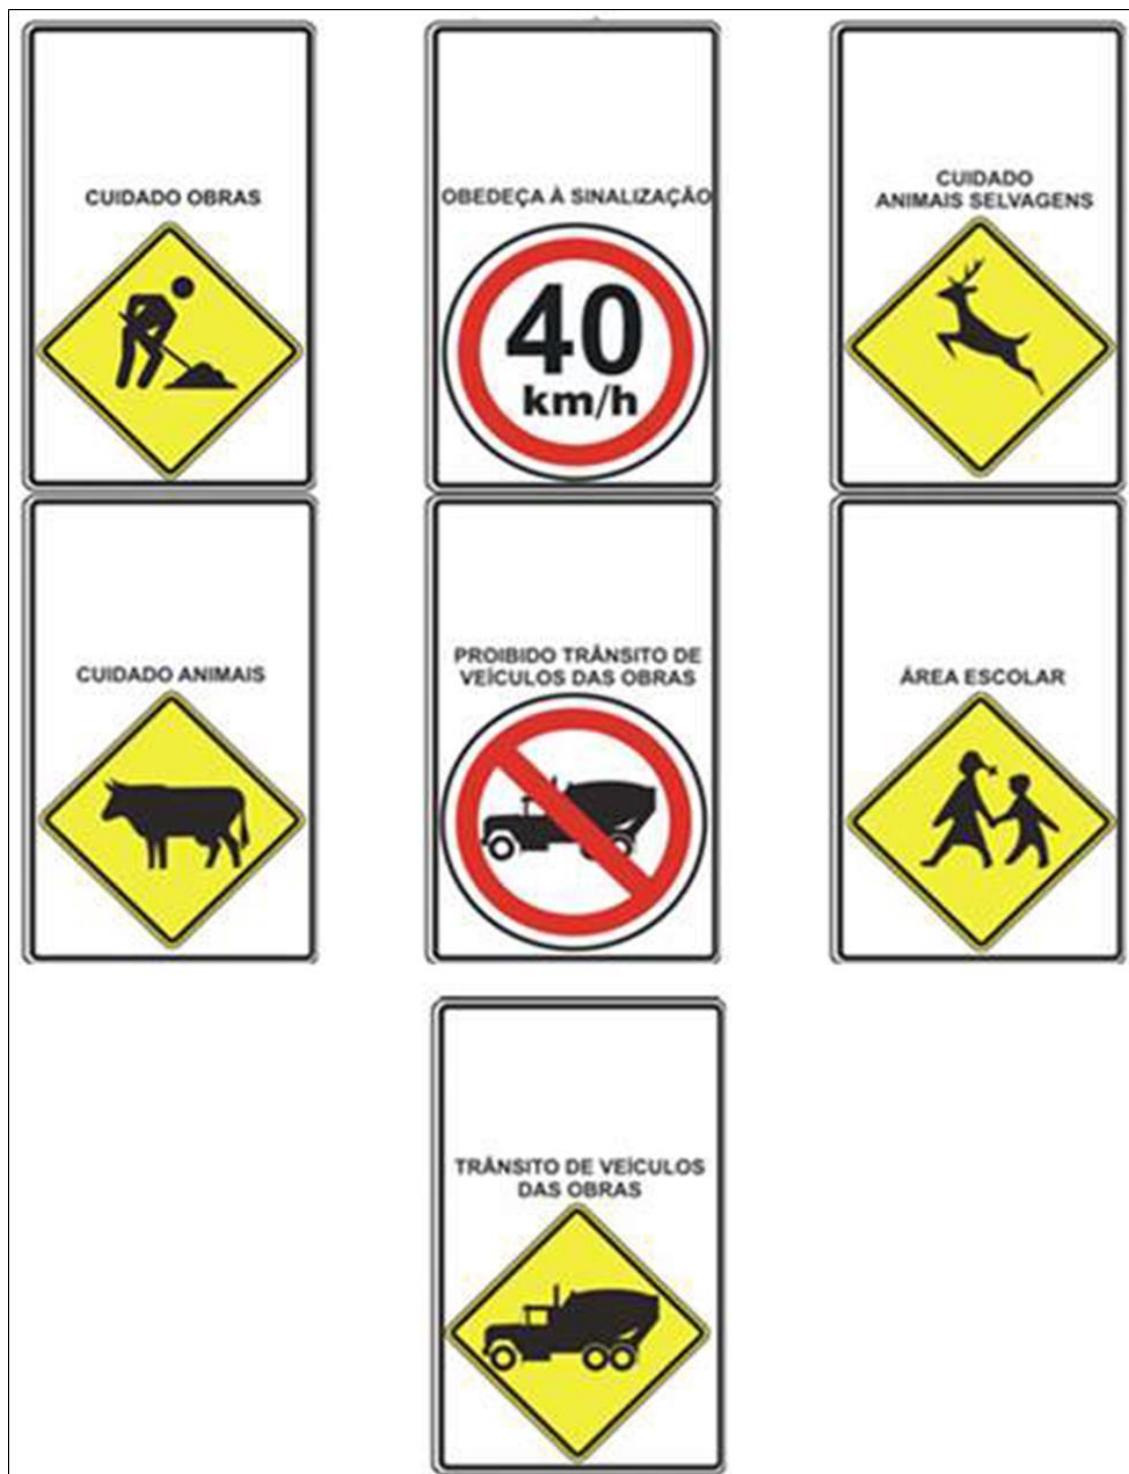 CUIDADO OBRAS
OBEDEÇA À SINALIZAÇÃO
40
km/h
CUIDADO
ANIMAIS SELVAGENS
CUIDADO ANIMAIS
PROIBIDO TRÂNSITO DE
VEÍCULOS DAS OBRAS
ÁREA ESCOLAR
TRÂNSITO DE VEÍCULOS
DAS OBRAS